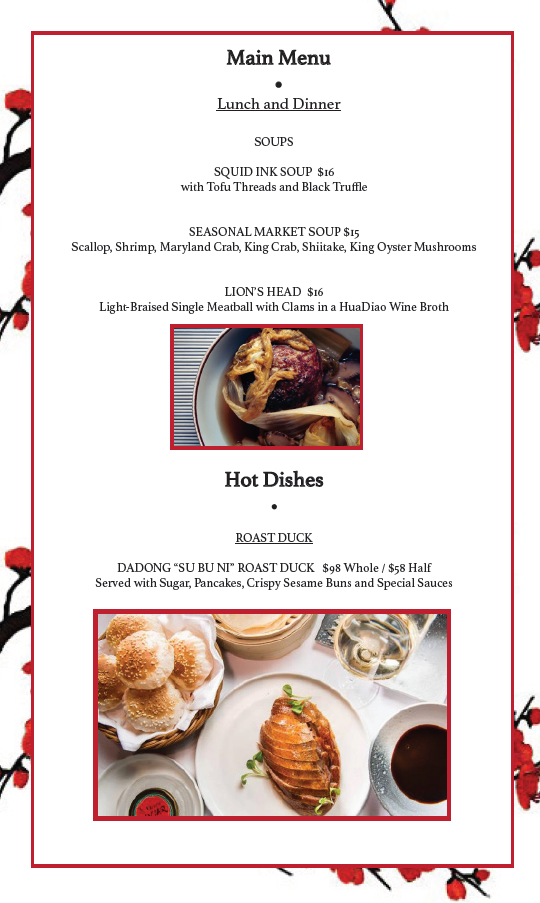 Main Menu
•
Lunch and Dinner
SOUPS
SQUID INK SOUP $16
with Tofu Threads and Black Truffle
SEASONAL MARKET SOUP $15
Scallop, Shrimp, Maryland Crab, King Crab, Shiitake, King Oyster Mushrooms
LION'S HEAD $16
Light-Braised Single Meatball with Clams in a HuaDiao Wine Broth
Hot Dishes
•
ROAST DUCK
DADONG “SU BU NI” ROAST DUCK $98 Whole / $58 Half
Served with Sugar, Pancakes, Crispy Sesame Buns and Special Sauces